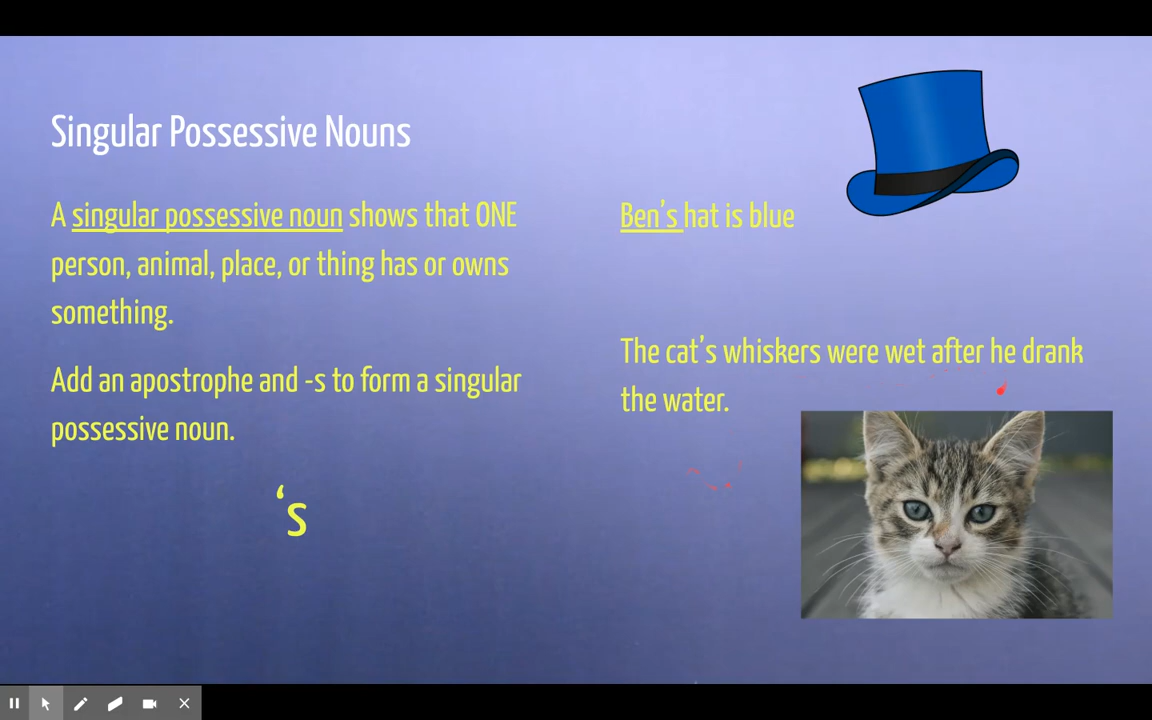 Singular Possessive Nouns
A singular possessive noun shows that ONE
person, animal, place, or thing has or owns
something.
Add an apostrophe and -s to form a singular
possessive noun.
‘s
Ben’s hat is blue
The cat’s whiskers were wet after he drank
the water.